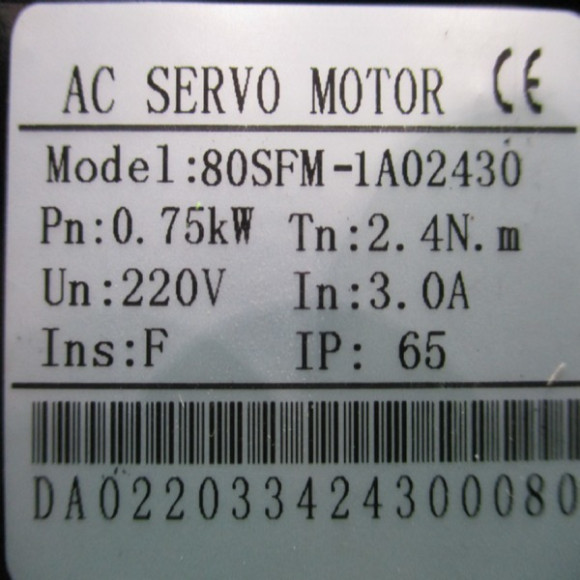 AC SERVO MOTOR CE
Model:80SFM-1A02430
Pn:0.75kW Tn:2.4N.m
Un:220V In:3.0A
Ins:F IP: 65
DA022033424300080